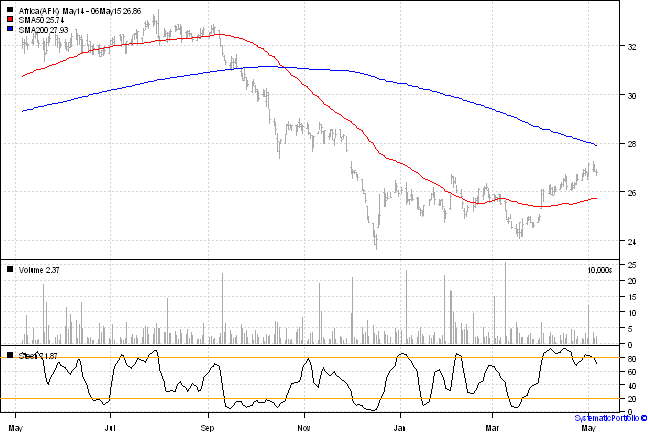 Africa(AFK) May14 - 06May15 26.86
SMA50 25.74
SMA200 27.93
32
30
28
26
24
Volume 2.37
10,000s
25
20
15
10
5
0
80
60
40
20
0
May
Jul
Sep
Nov
Jan
Mar
May
SystematicPortfolio ©